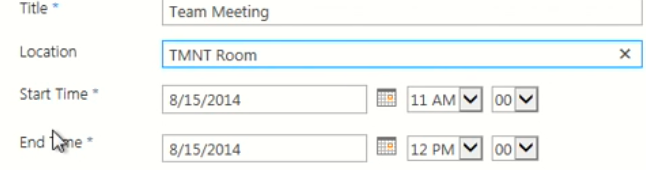 Title * Team Meeting
Location TMNT Room ×
Start Time * 8/15/2014 11 AM 00
End Time * 8/15/2014 12 PM 00